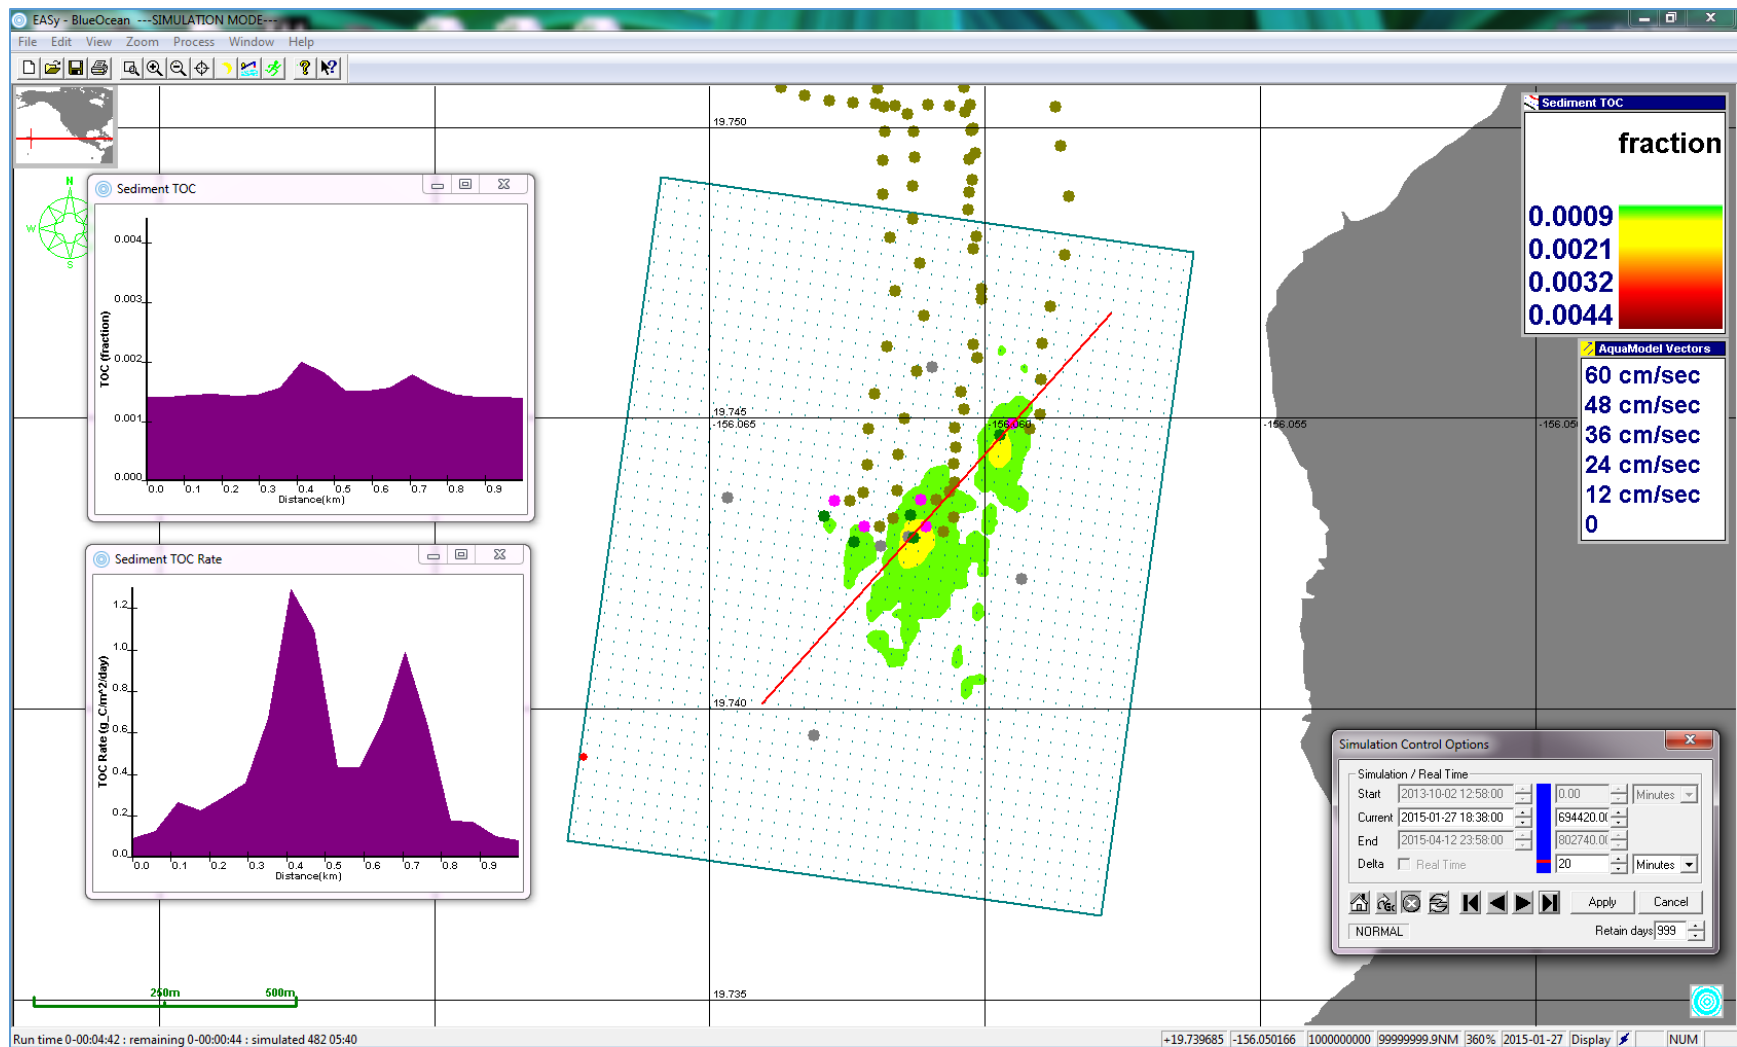 EASy - BlueOcean ---SIMULATION MODE---
File Edit View Zoom Process Window Help
N
W
S
Sediment TOC
TOC (fraction)
0.004
0.003
0.002
0.001
0.000
0.0 0.1 0.2 0.3 0.4 0.5 0.6 0.7 0.8 0.9
Distance(km)
Sediment TOC Rate
TOC Rate (g_C/m^2/day)
1.2
1.0
0.8
0.6
0.4
0.2
0.0
0.0 0.1 0.2 0.3 0.4 0.5 0.6 0.7 0.8 0.9
Distance(km)
250m 500m
19.750
19.745
-156.065 -156.060 -156.055 -156.05
19.740
19.735
Sediment TOC
fraction
0.0009
0.0021
0.0032
0.0044
AquaModel Vectors
60 cm/sec
48 cm/sec
36 cm/sec
24 cm/sec
12 cm/sec
0
Simulation Control Options
Simulation / Real Time
Start 2013-10-02 12:58:00 0.00 Minutes
Current 2015-01-27 18:38:00 694420.0
End 2015-04-12 23:58:00 802740.0
Delta Real Time 20 Minutes
Apply Cancel
NORMAL Retain days 999
Run time 0-00:04:42 : remaining 0-00:00:44 : simulated 482 05:40
+19.739685 -156.050166 1000000000 99999999.9NM 360% 2015-01-27 Display NUM